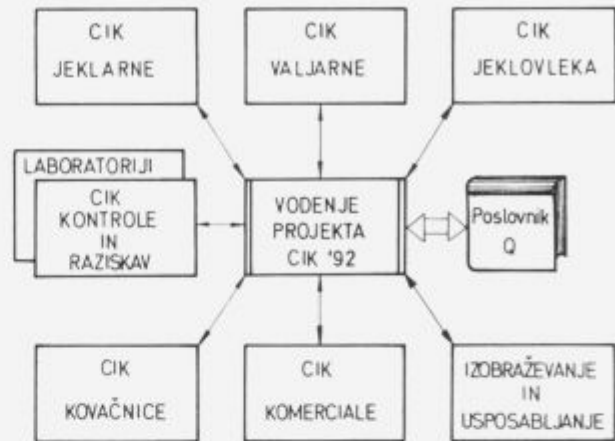 CIK
JEKLARNE
CIK
VALJARNE
CIK
JEKLOVLEKA
LABORATORIJI
CIK
KONTROLE
IN
RAZISKAV
VODENJE
PROJEKTA
CIK '92
Poslovnik
Q
CIK
KOVAČNICE
CIK
KOMERCIALE
IZOBRAŽEVANJE
IN
USPOSABLJANJE